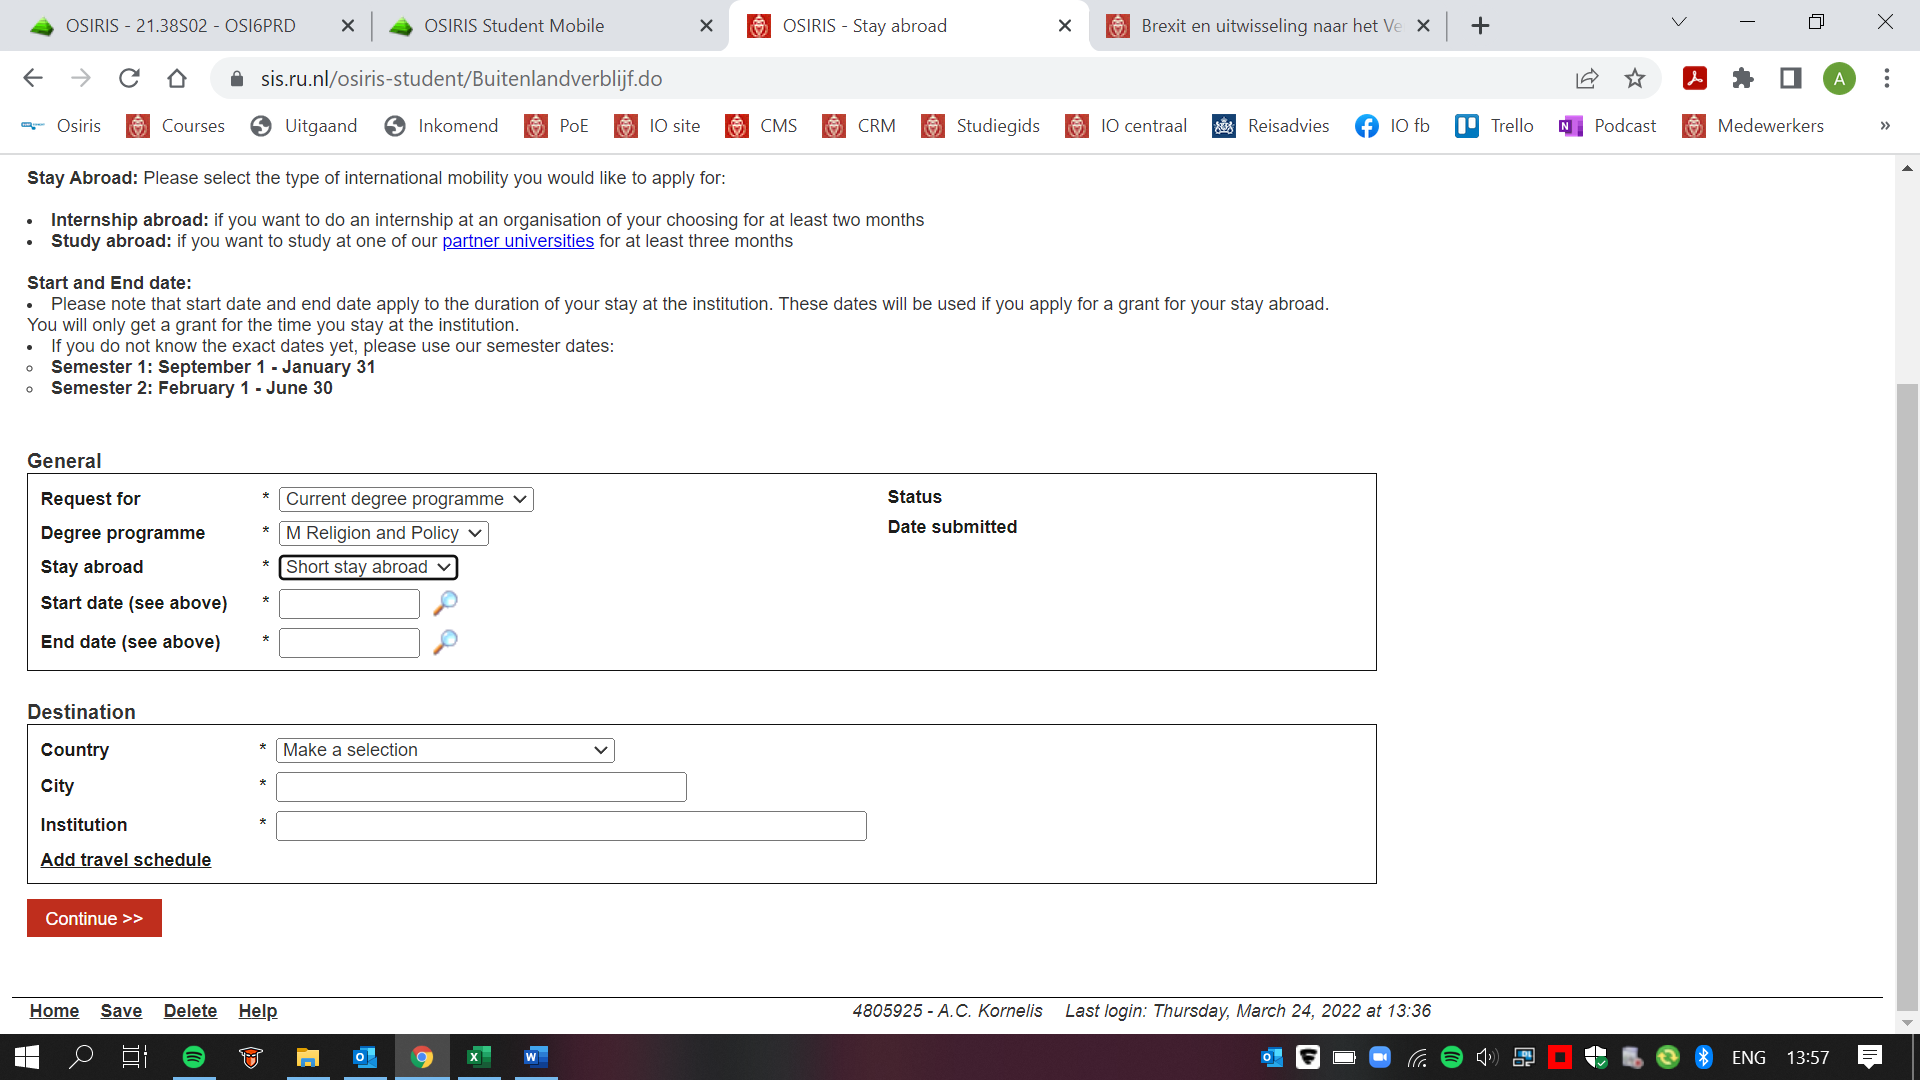 OSIRIS - 21.38S02 - OSI6PRD
OSIRIS Student Mobile
OSIRIS - Stay abroad
Brexit en uitwisseling naar het Ve
sis.ru.nl/osiris-student/Buitenlandverblijf.do
A
Osiris
Courses
Uitgaand
Inkomend
PoE
IO site
CMS
CRM
Studiegids
IO centraal
Reisadvies
IO fb
Trello
Podcast
Medewerkers
»
Stay Abroad: Please select the type of international mobility you would like to apply for:
• Internship abroad: if you want to do an internship at an organisation of your choosing for at least two months
• Study abroad: if you want to study at one of our partner universities for at least three months
Start and End date:
• Please note that start date and end date apply to the duration of your stay at the institution. These dates will be used if you apply for a grant for your stay abroad.
You will only get a grant for the time you stay at the institution.
• If you do not know the exact dates yet, please use our semester dates:
◦ Semester 1: September 1 - January 31
◦ Semester 2: February 1 - June 30
General
Request for * Current degree programme
Status
Degree programme * M Religion and Policy
Date submitted
Stay abroad * Short stay abroad
Start date (see above) *
End date (see above) *
Destination
Country * Make a selection
City *
Institution *
Add travel schedule
Continue >>
Home Save Delete Help
4805925 - A.C. Kornelis Last login: Thursday, March 24, 2022 at 13:36
ENG 13:57